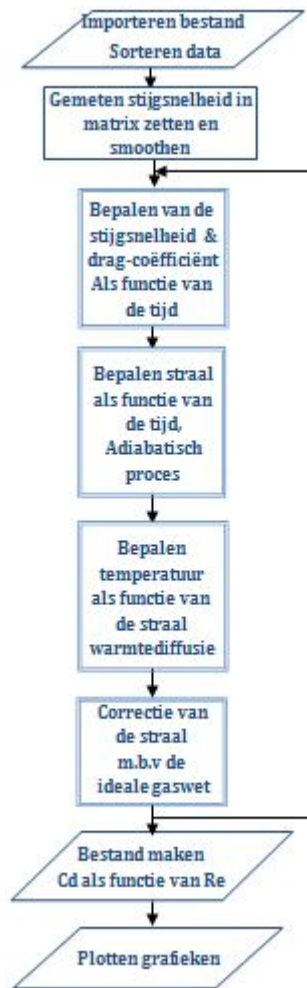 Importeren bestand
Sorteren data
Gemeten stijgsnelheid in
matrix zetten en
smoothen
Bepalen van de
stijgsnelheid & 
drag-coëfficiënt
Als functie van
de tijd
Bepalen straal
als functie van
de tijd,
Adiabatisch
proces
Bepalen
temperatuur
als functie van
de straal
warmtediffusie
Correctie van
de straal
m.b.v de
ideale gaswet
Bestand maken
Cd als functie van Re
Plotten grafieken